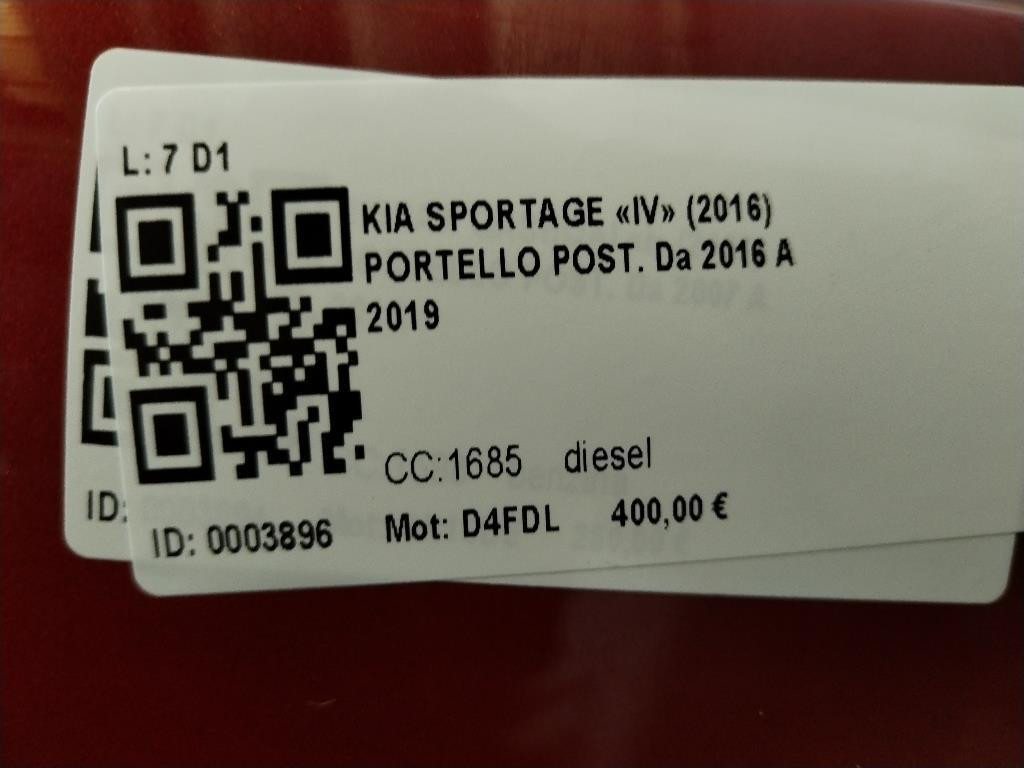 L: 7 D1
KIA SPORTAGE «IV» (2016)
PORTELLO POST. Da 2016 A
2019
CC:1685 diesel
Mot: D4FDL 400,00 €
ID: 0003896
ID: